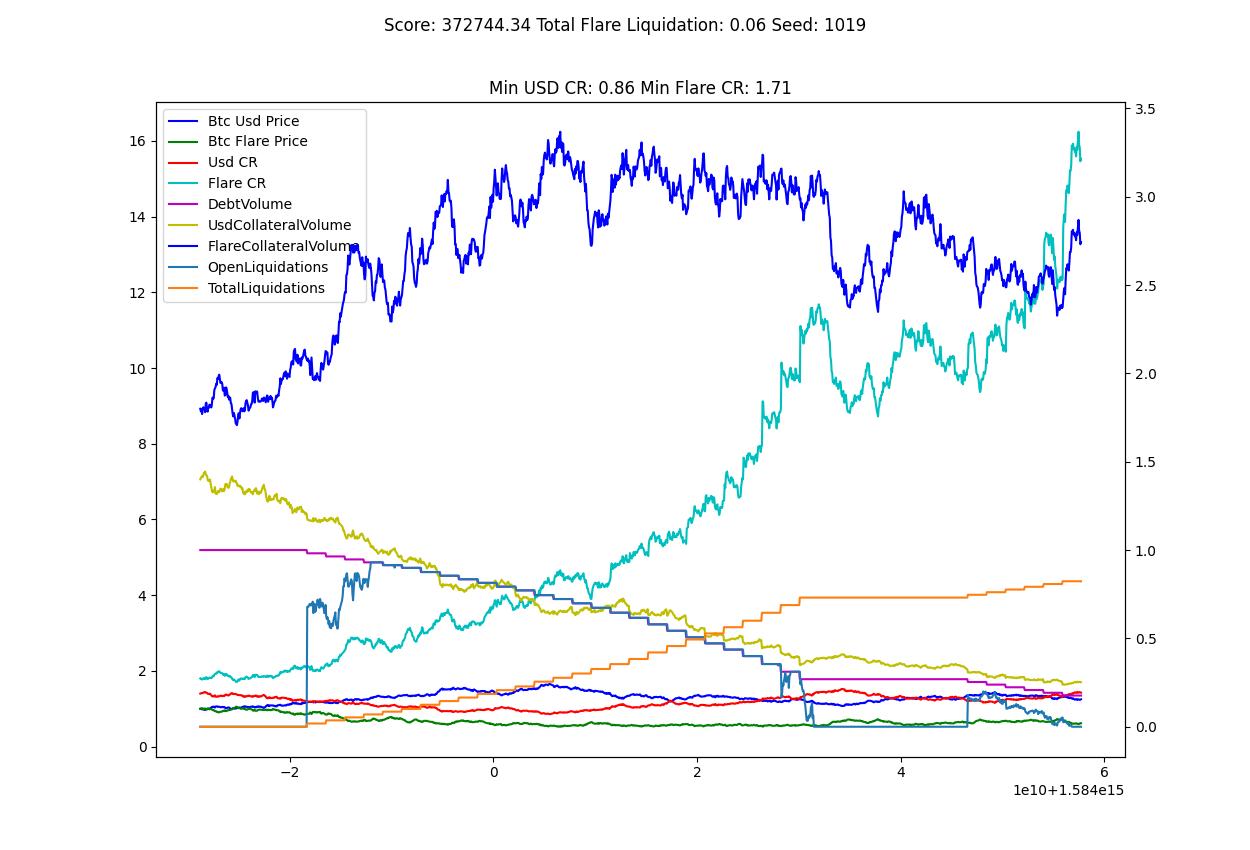 Score: 372744.34 Total Flare Liquidation: 0.06 Seed: 1019
Min USD CR: 0.86 Min Flare CR: 1.71
Btc Usd Price
Btc Flare Price
Usd CR
Flare CR
DebtVolume
UsdCollateralVolume
FlareCollateralVolume
OpenLiquidations
TotalLiquidations
16
14
12
10
8
6
4
2
0
3.5
3.0
2.5
2.0
1.5
1.0
0.5
0.0
−2 0 2 4 6
1e10+1.584e15